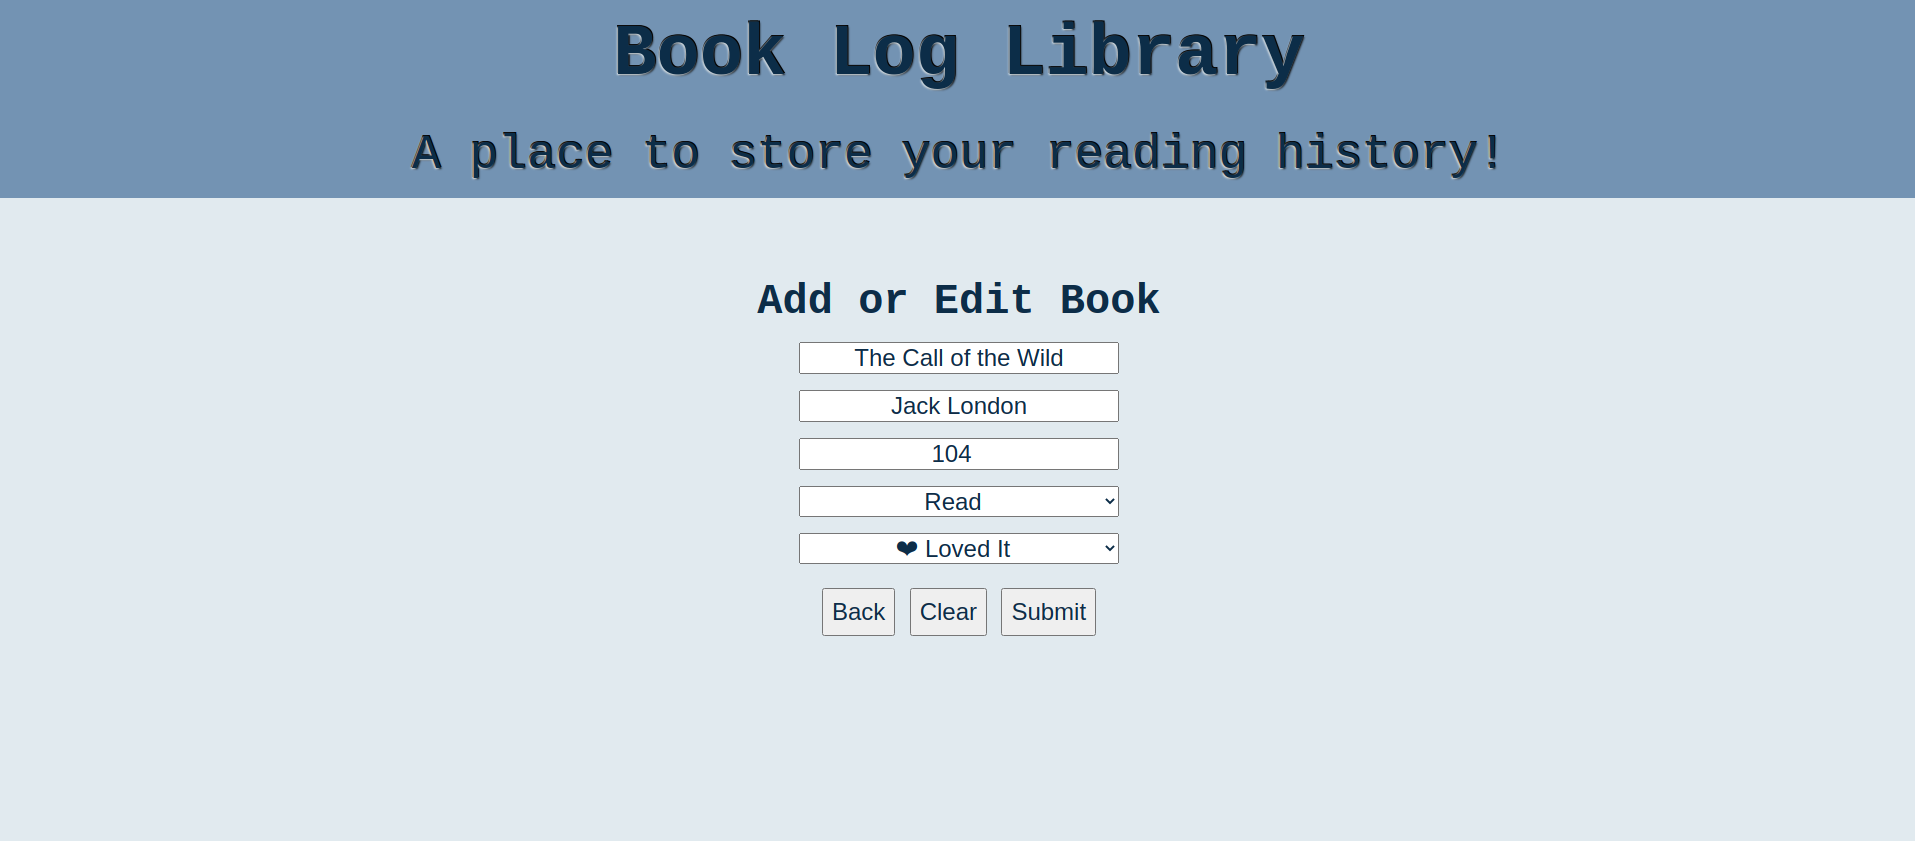 Book Log Library
A place to store your reading history!
Add or Edit Book
The Call of the Wild
Jack London
104
Read
❤ Loved It
Back Clear Submit